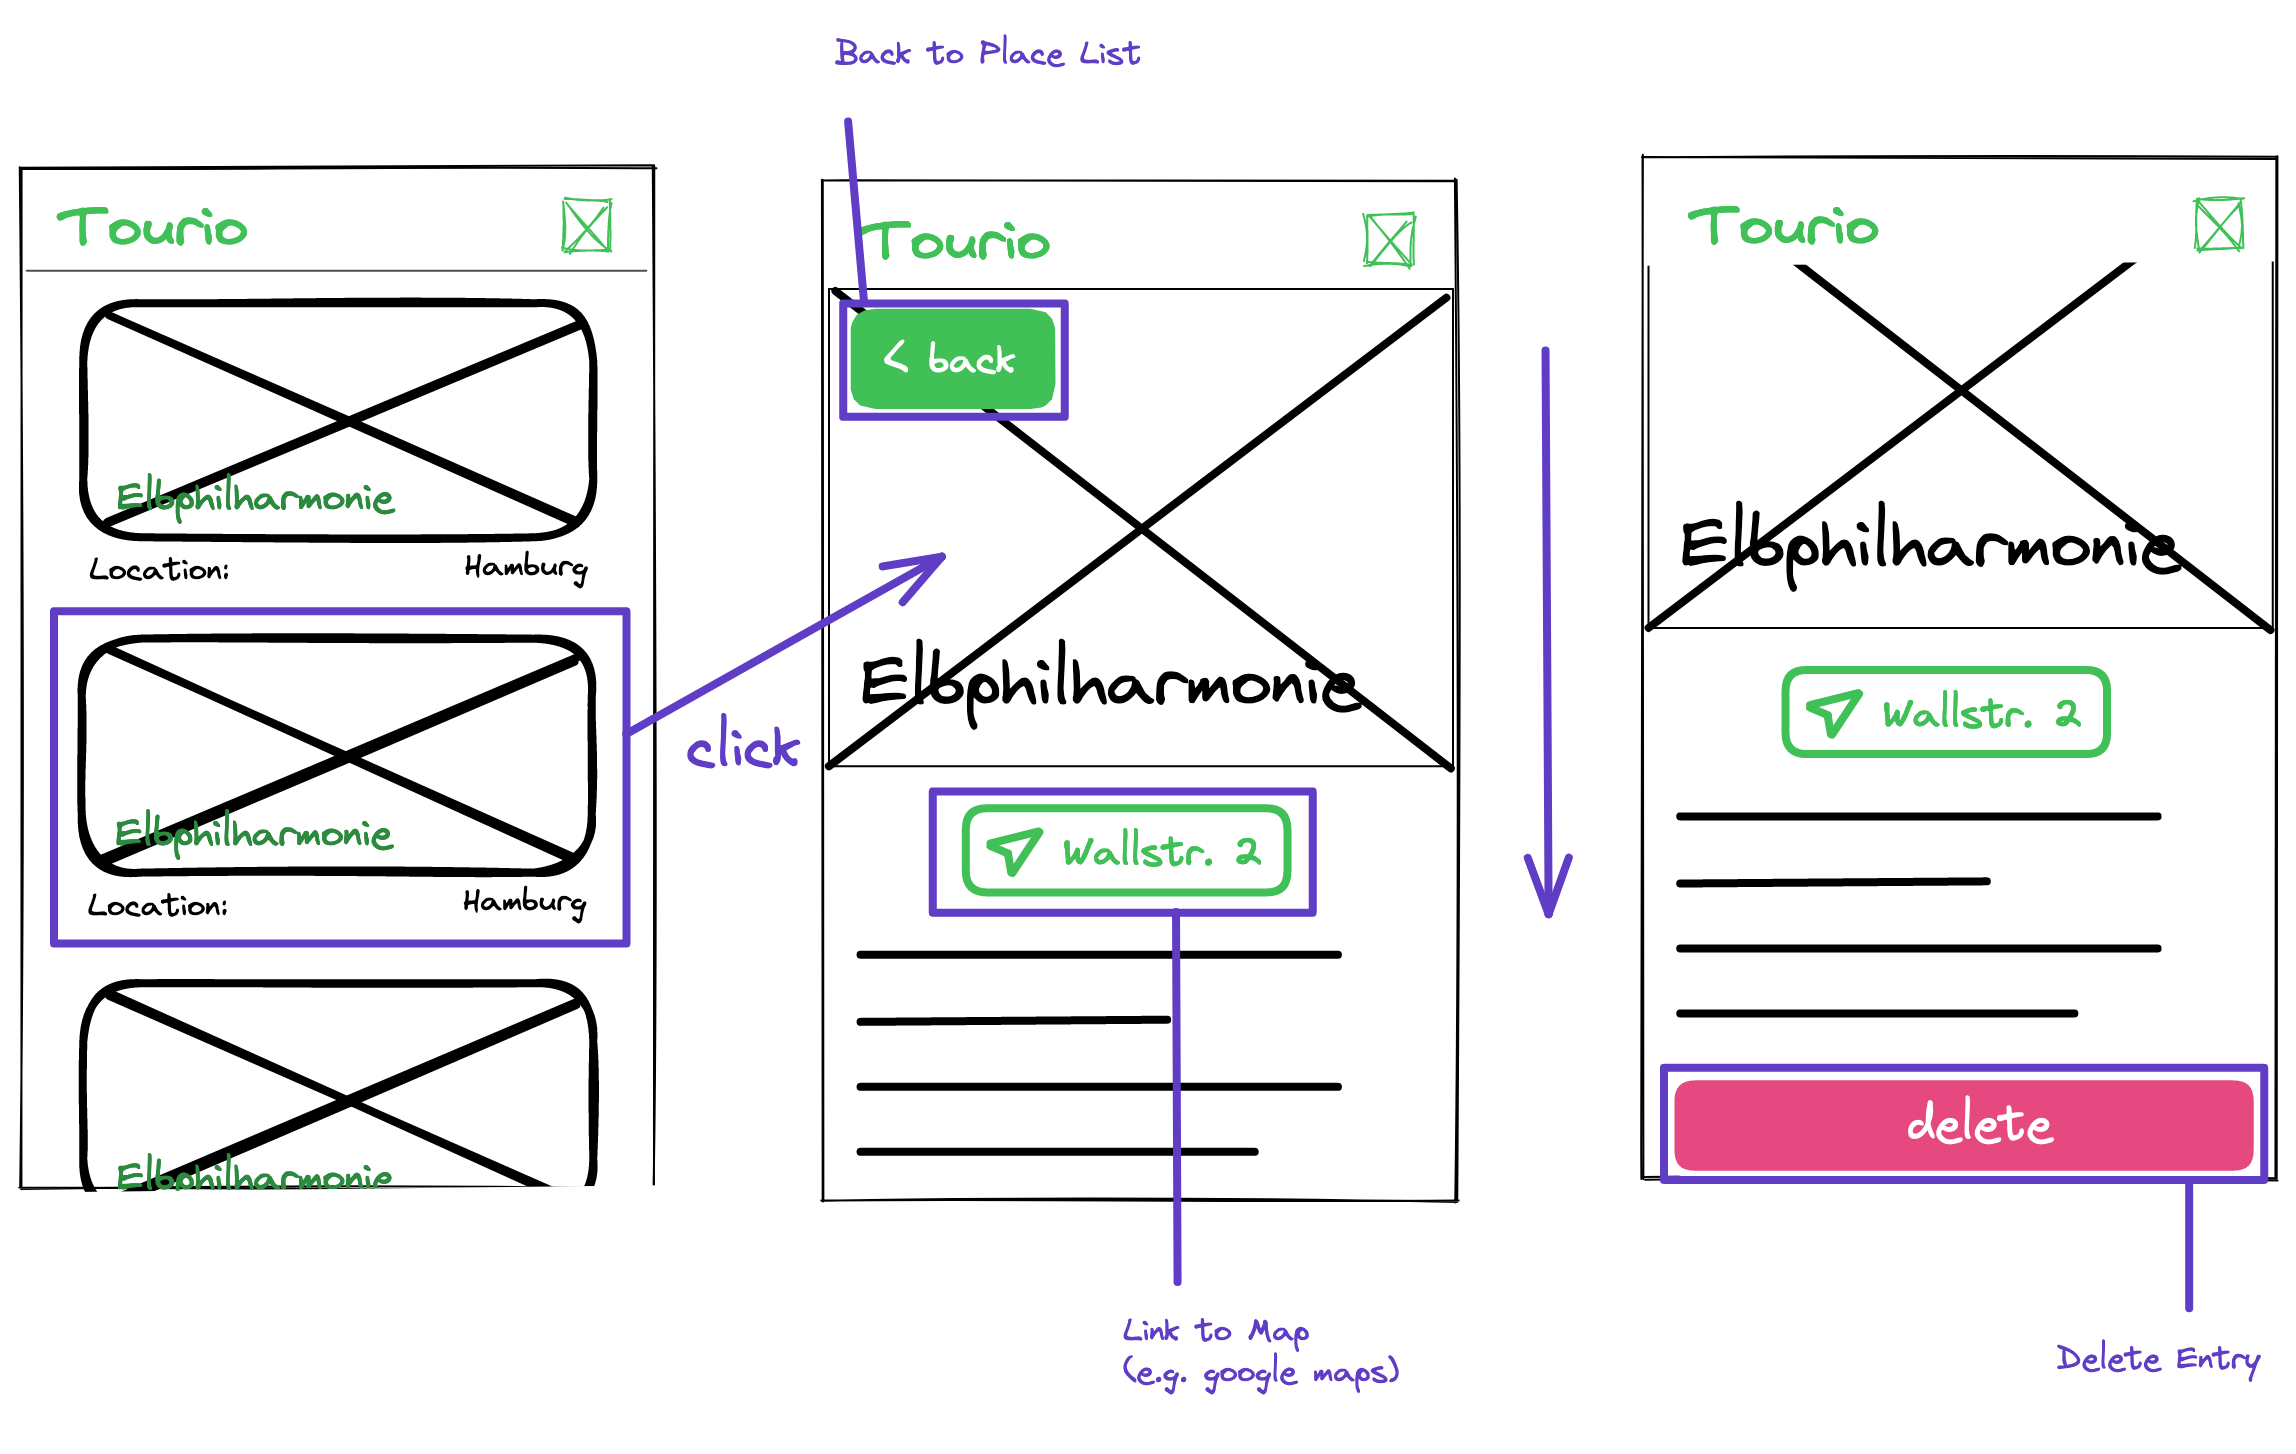 Back to Place List
Tourio
Elbphilharmonie
Location: Hamburg
Elbphilharmonie
Location: Hamburg
Elbphilharmonie
click
Tourio
< back
Elbphilharmonie
Wallstr. 2
Link to Map
(e.g. google maps)
Tourio
Elbphilharmonie
Wallstr. 2
delete
Delete Entry